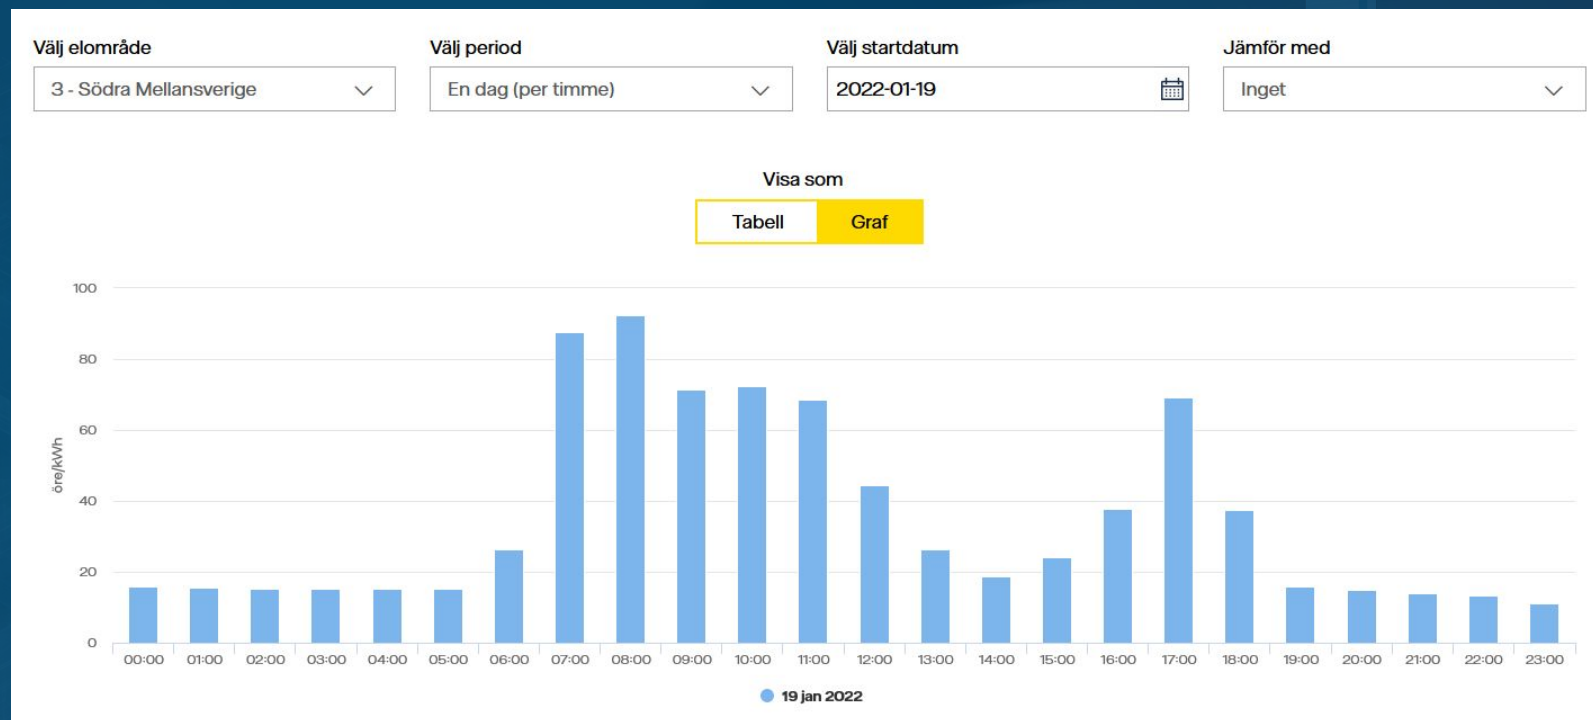 Välj elområde Välj period Välj startdatum Jämför med
3 - Södra Mellansverige En dag (per timme) 2022-01-19 Inget
Visa som
Tabell Graf
100
80
60
40
20
0
öre/kWh
00:00 01:00 02:00 03:00 04:00 05:00 06:00 07:00 08:00 09:00 10:00 11:00 12:00 13:00 14:00 15:00 16:00 17:00 18:00 19:00 20:00 21:00 22:00 23:00
19 jan 2022